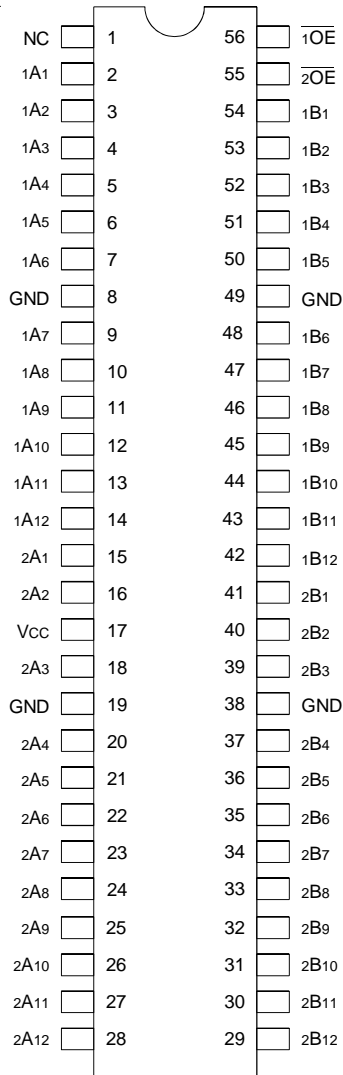 NC 1 56 1OE
1A1 2 55 2OE
1A2 3 54 1B1
1A3 4 53 1B2
1A4 5 52 1B3
1A5 6 51 1B4
1A6 7 50 1B5
GND 8 49 GND
1A7 9 48 1B6
1A8 10 47 1B7
1A9 11 46 1B8
1A10 12 45 1B9
1A11 13 44 1B10
1A12 14 43 1B11
2A1 15 42 1B12
2A2 16 41 2B1
VCC 17 40 2B2
2A3 18 39 2B3
GND 19 38 GND
2A4 20 37 2B4
2A5 21 36 2B5
2A6 22 35 2B6
2A7 23 34 2B7
2A8 24 33 2B8
2A9 25 32 2B9
2A10 26 31 2B10
2A11 27 30 2B11
2A12 28 29 2B12